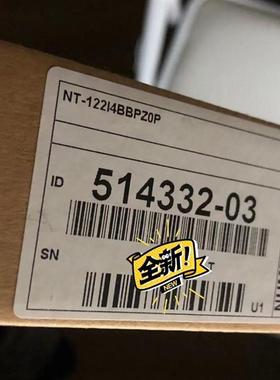 NT-122I4BBPZ0P
ID 514332-03
SN
全新!
NEW
T
U1